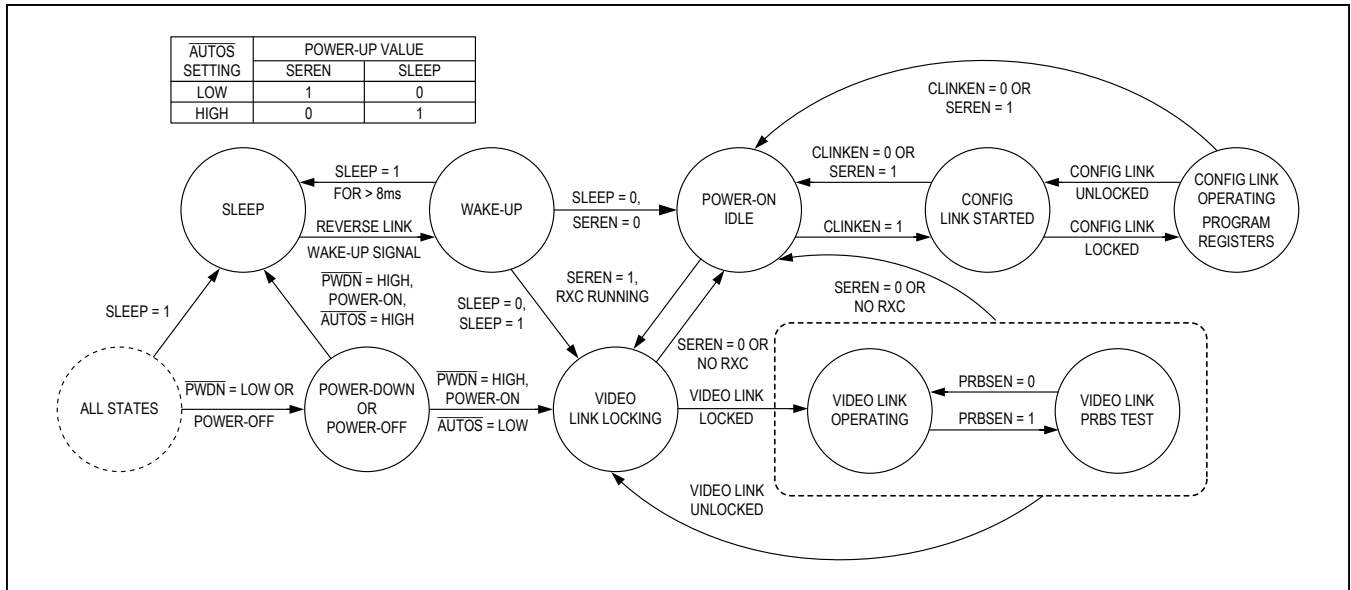 AUTOS SETTING
POWER-UP VALUE
SEREN
SLEEP
LOW
1
0
HIGH
0
1
CLINKEN = 0 OR
SEREN = 1
SLEEP
SLEEP = 1
FOR > 8ms
REVERSE LINK
WAKE-UP SIGNAL
WAKE-UP
SLEEP = 0,
SEREN = 0
POWER-ON
IDLE
CLINKEN = 0 OR
SEREN = 1
CLINKEN = 1
CONFIG
LINK STARTED
CONFIG LINK
UNLOCKED
CONFIG LINK
LOCKED
CONFIG LINK
OPERATING
PROGRAM
REGISTERS
SLEEP = 1
PWDN = HIGH,
POWER-ON,
AUTOS = HIGH
SLEEP = 0,
SLEEP = 1
SEREN = 1,
RXC RUNNING
SEREN = 0 OR
NO RXC
SEREN = 0 OR
NO RXC
ALL STATES
PWDN = LOW OR
POWER-OFF
POWER-DOWN
OR
POWER-OFF
PWDN = HIGH,
POWER-ON
AUTOS = LOW
VIDEO
LINK LOCKING
VIDEO LINK
LOCKED
VIDEO LINK
OPERATING
PRBSEN = 0
PRBSEN = 1
VIDEO LINK
PRBS TEST
VIDEO LINK
UNLOCKED